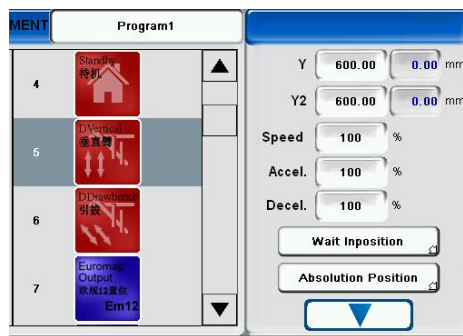 MENT
Program1
4
Standby
待机
5
DVertical
垂直臂
6
DDrawbench
引拔
7
Euromap
Output
欧规12置位
Em12
Y 600.00 0.00 mm
Y2 600.00 0.00 mm
Speed 100 %
Accel. 100 %
Decel. 100 %
Wait Inposition
Absolution Position